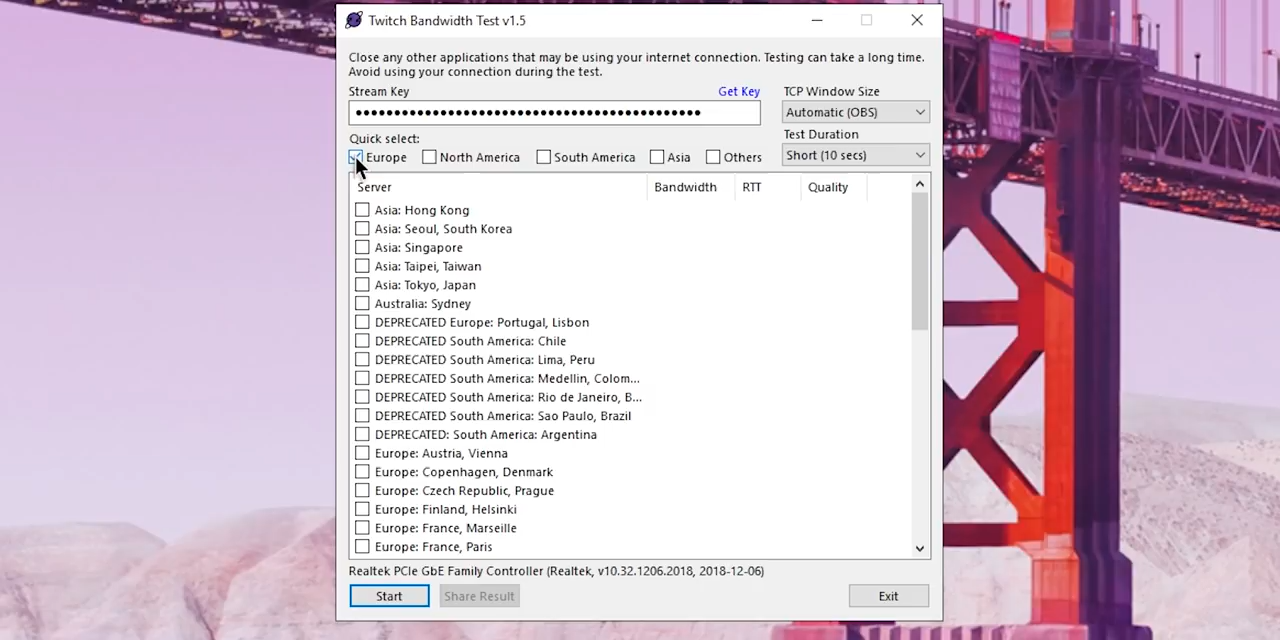 Twitch Bandwidth Test v1.5
Close any other applications that may be using your internet connection. Testing can take a long time.
Avoid using your connection during the test.
Stream Key Get Key TCP Window Size
●●●●●●●●●●●●●●●●●●●●●●●●●●●●●●●●●●●●●●●●●●●● Automatic (OBS)
Quick select: Test Duration
Europe North America South America Asia Others Short (10 secs)
Server Bandwidth RTT Quality
Asia: Hong Kong
Asia: Seoul, South Korea
Asia: Singapore
Asia: Taipei, Taiwan
Asia: Tokyo, Japan
Australia: Sydney
DEPRECATED Europe: Portugal, Lisbon
DEPRECATED South America: Chile
DEPRECATED South America: Lima, Peru
DEPRECATED South America: Medellin, Colom...
DEPRECATED South America: Rio de Janeiro, B...
DEPRECATED South America: Sao Paulo, Brazil
DEPRECATED: South America: Argentina
Europe: Austria, Vienna
Europe: Copenhagen, Denmark
Europe: Czech Republic, Prague
Europe: Finland, Helsinki
Europe: France, Marseille
Europe: France, Paris
Realtek PCIe GbE Family Controller (Realtek, v10.32.1206.2018, 2018-12-06)
Start Share Result Exit